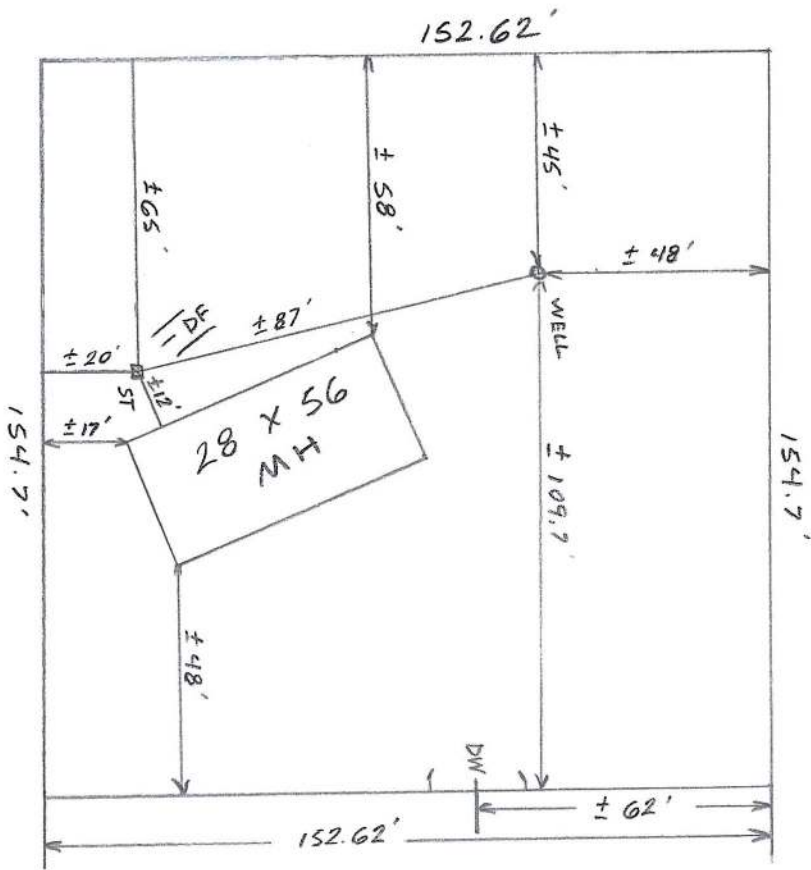 152.62'
± 45'
± 58'
± 65'
± 48'
DF
± 87'
WELL
± 20'
ST
± 12'
± 17'
28 X 56
MH
154.7'
154.7'
± 109.7'
± 48'
DW
± 62'
152.62'